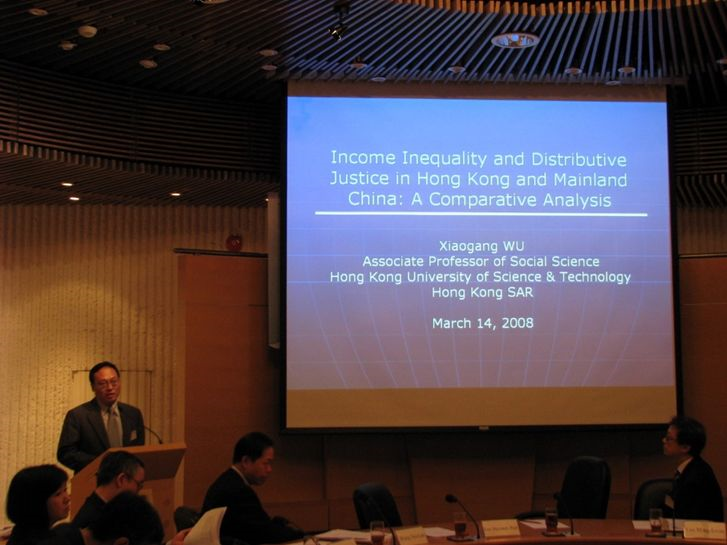 Income Inequality and Distributive
Justice in Hong Kong and Mainland
China: A Comparative Analysis
Xiaogang WU
Associate Professor of Social Science
Hong Kong University of Science & Technology
Hong Kong SAR
March 14, 2008